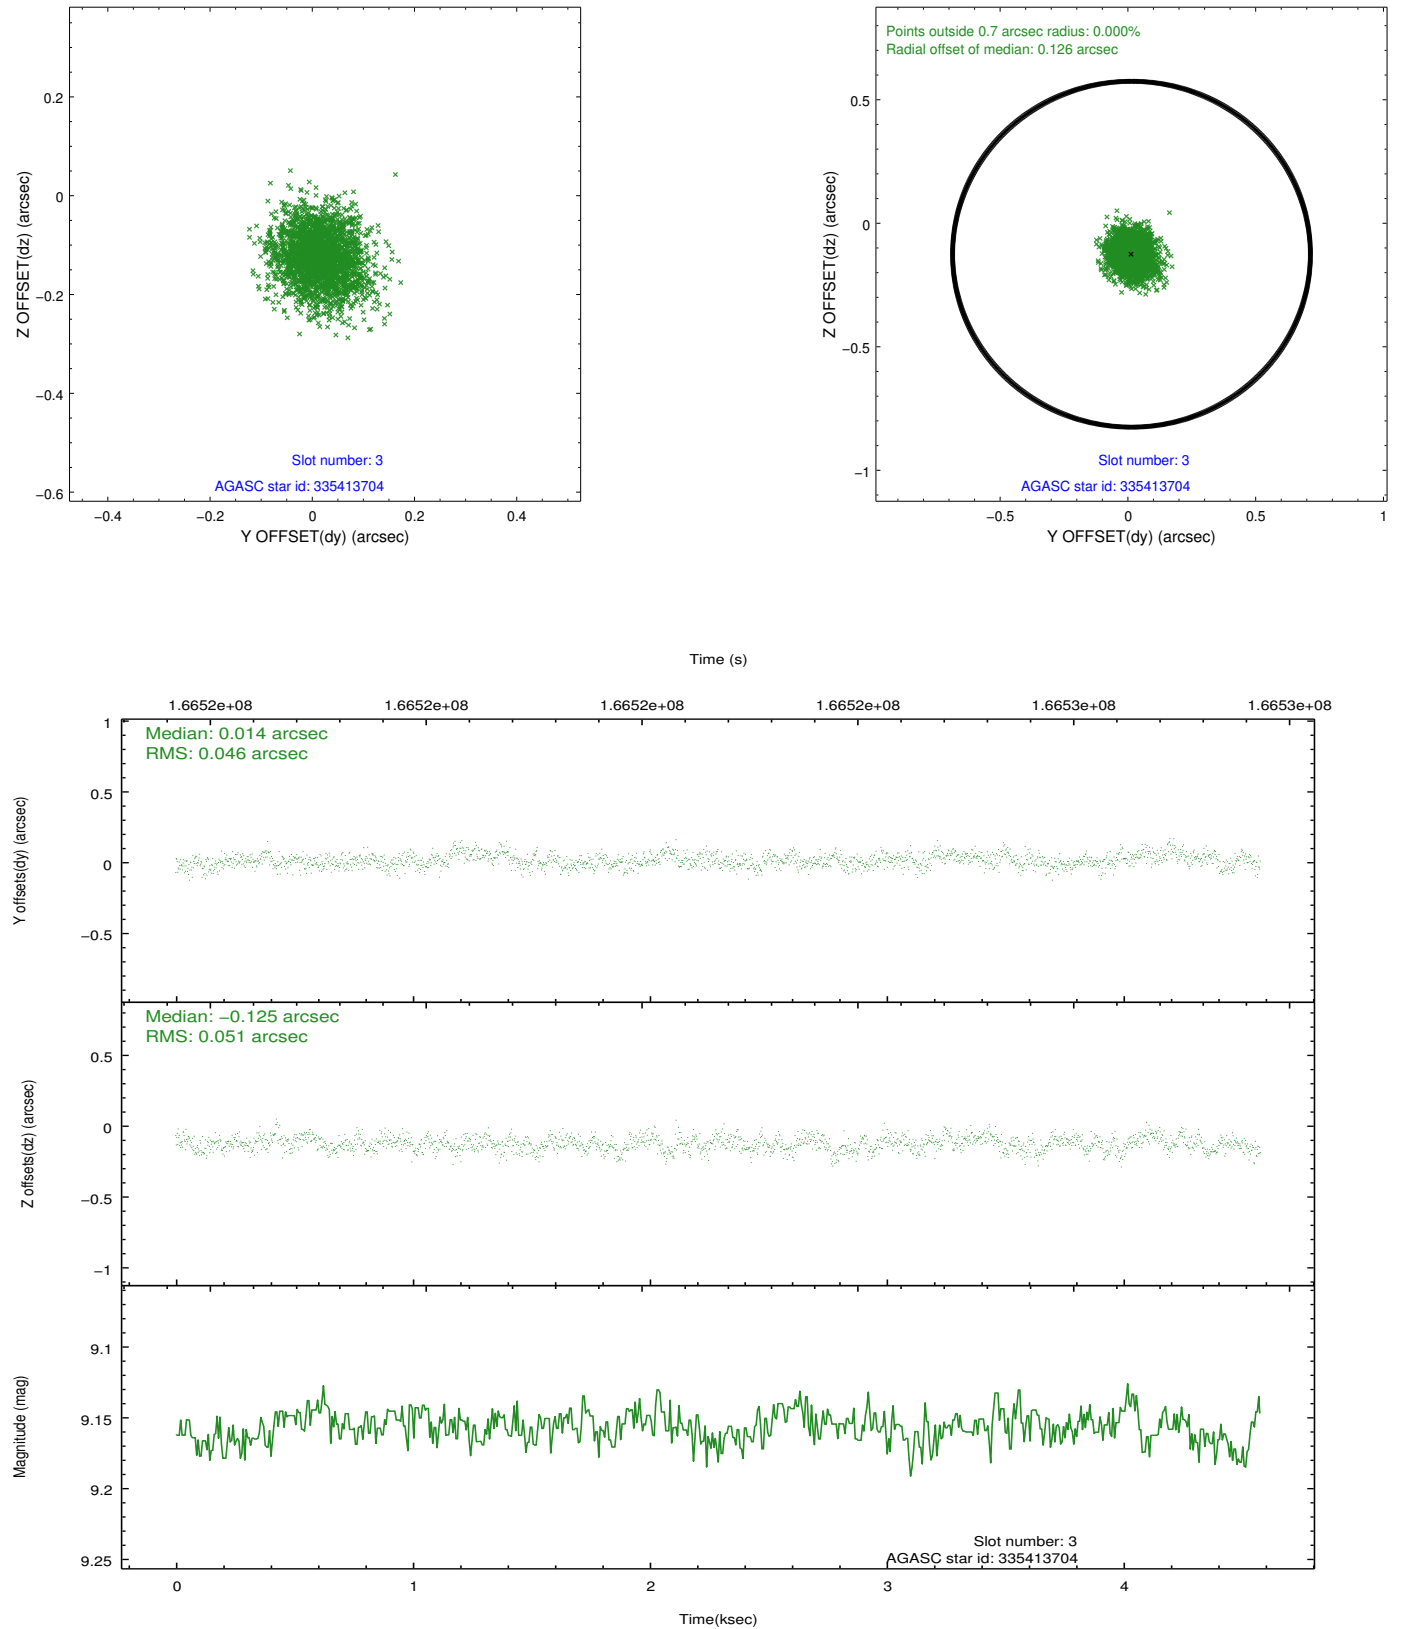 0.2
0
−0.2
−0.4
−0.6
Z OFFSET(dz) (arcsec)
Slot number: 3
AGASC star id: 335413704
−0.4 −0.2 0 0.2 0.4
Y OFFSET(dy) (arcsec)
Points outside 0.7 arcsec radius: 0.000%
Radial offset of median: 0.126 arcsec
0.5
0
−0.5
−1
Z OFFSET(dz) (arcsec)
Slot number: 3
AGASC star id: 335413704
−0.5 0 0.5 1
Y OFFSET(dy) (arcsec)
Time (s)
1.6652e+08 1.6652e+08 1.6652e+08 1.6652e+08 1.6653e+08 1.6653e+08
Median: 0.014 arcsec
RMS: 0.046 arcsec
1
0.5
0
−0.5
Y offsets(dy) (arcsec)
Median: −0.125 arcsec
RMS: 0.051 arcsec
0.5
0
−0.5
−1
Z offsets(dz) (arcsec)
9.1
9.15
9.2
9.25
Magnitude (mag)
Slot number: 3
AGASC star id: 335413704
0 1 2 3 4
Time(ksec)